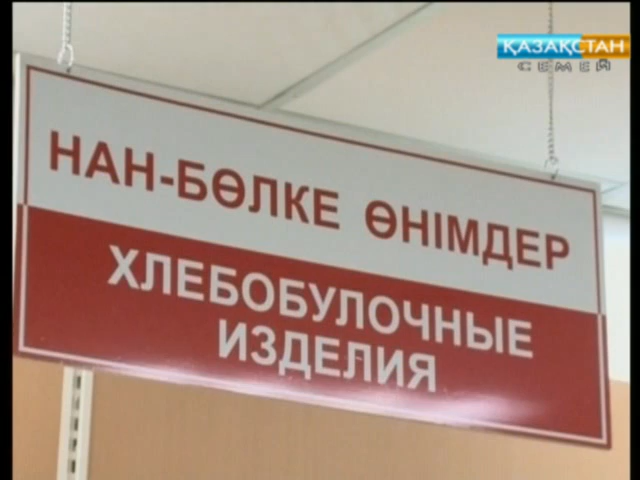 ҚАЗАҚСТАН
СЕМЕЙ
НАН-БӨЛКЕ ӨНІМДЕР
ХЛЕБОБУЛОЧНЫЕ
ИЗДЕЛИЯ